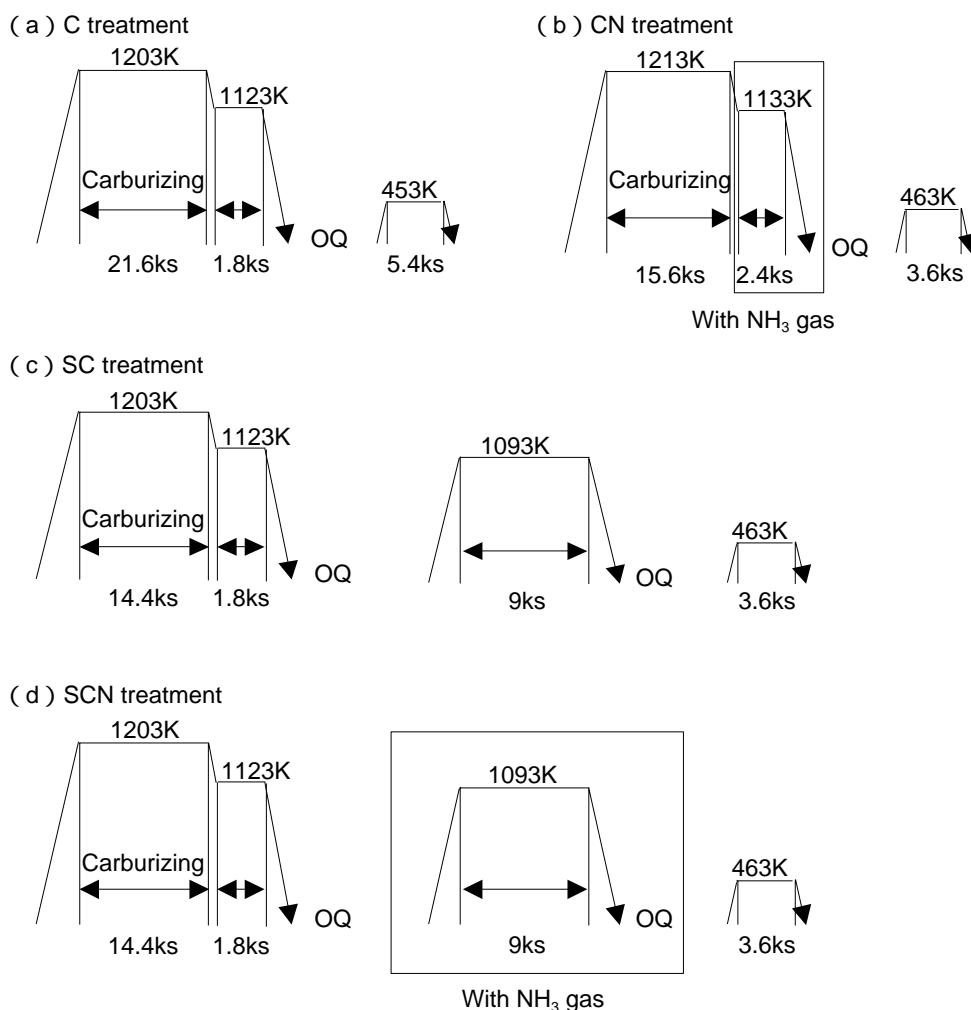 (a) C treatment
1203K
1123K
Carburizing
453K
OQ
21.6ks 1.8ks 5.4ks
(b) CN treatment
1213K
1133K
Carburizing
463K
OQ
15.6ks 2.4ks 3.6ks
With NH₃ gas
(c) SC treatment
1203K
1123K
1093K
Carburizing
463K
OQ OQ
14.4ks 1.8ks 9ks 3.6ks
(d) SCN treatment
1203K
1123K
1093K
Carburizing
463K
OQ OQ
14.4ks 1.8ks 9ks 3.6ks
With NH₃ gas